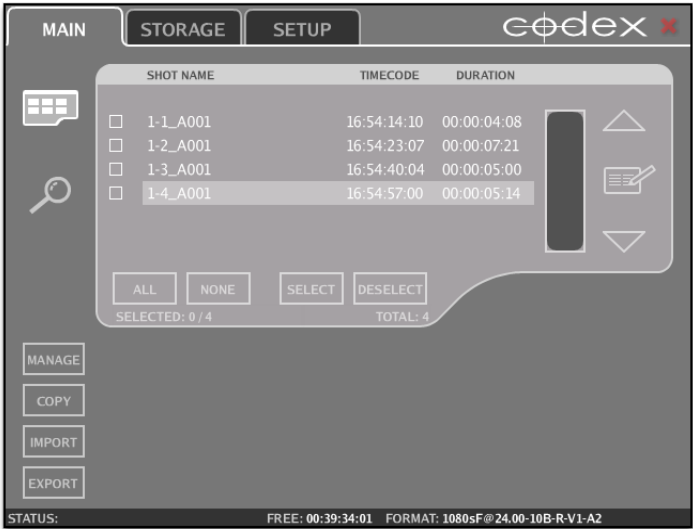 MAIN STORAGE SETUP codex
SHOT NAME TIMECODE DURATION
1-1_A001 16:54:14:10 00:00:04:08
1-2_A001 16:54:23:07 00:00:07:21
1-3_A001 16:54:40:04 00:00:05:00
1-4_A001 16:54:57:00 00:00:05:14
ALL NONE SELECT DESELECT
SELECTED: 0 / 4 TOTAL: 4
MANAGE
COPY
IMPORT
EXPORT
STATUS: FREE: 00:39:34:01 FORMAT: 1080sF@24.00-10B-R-V1-A2